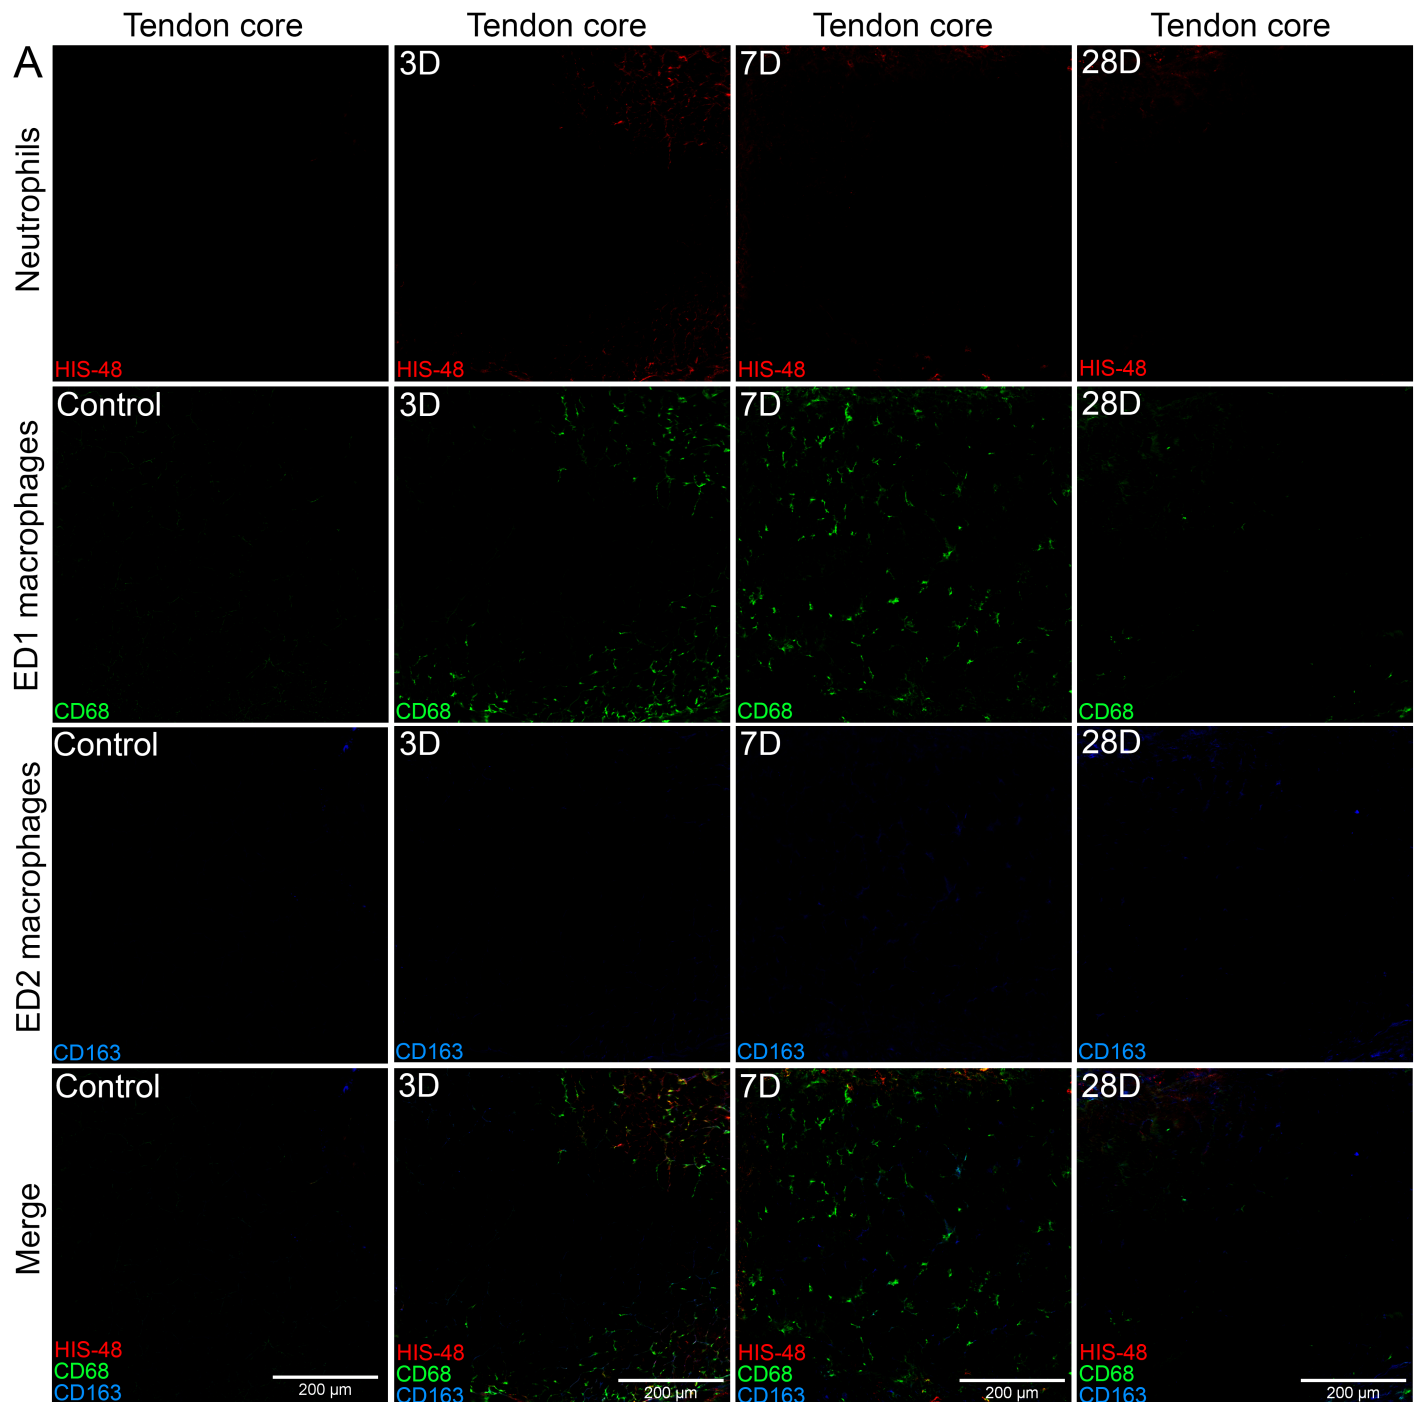 Tendon core Tendon core Tendon core Tendon core
A
Neutrophils
3D 7D 28D
HIS-48 HIS-48 HIS-48 HIS-48
ED1 macrophages
Control 3D 7D 28D
CD68 CD68 CD68 CD68
ED2 macrophages
Control 3D 7D 28D
CD163 CD163 CD163 CD163
Merge
Control 3D 7D 28D
HIS-48 HIS-48 HIS-48 HIS-48
CD68 CD68 CD68 CD68
CD163 200 µm CD163 200 µm CD163 200 µm CD163 200 µm